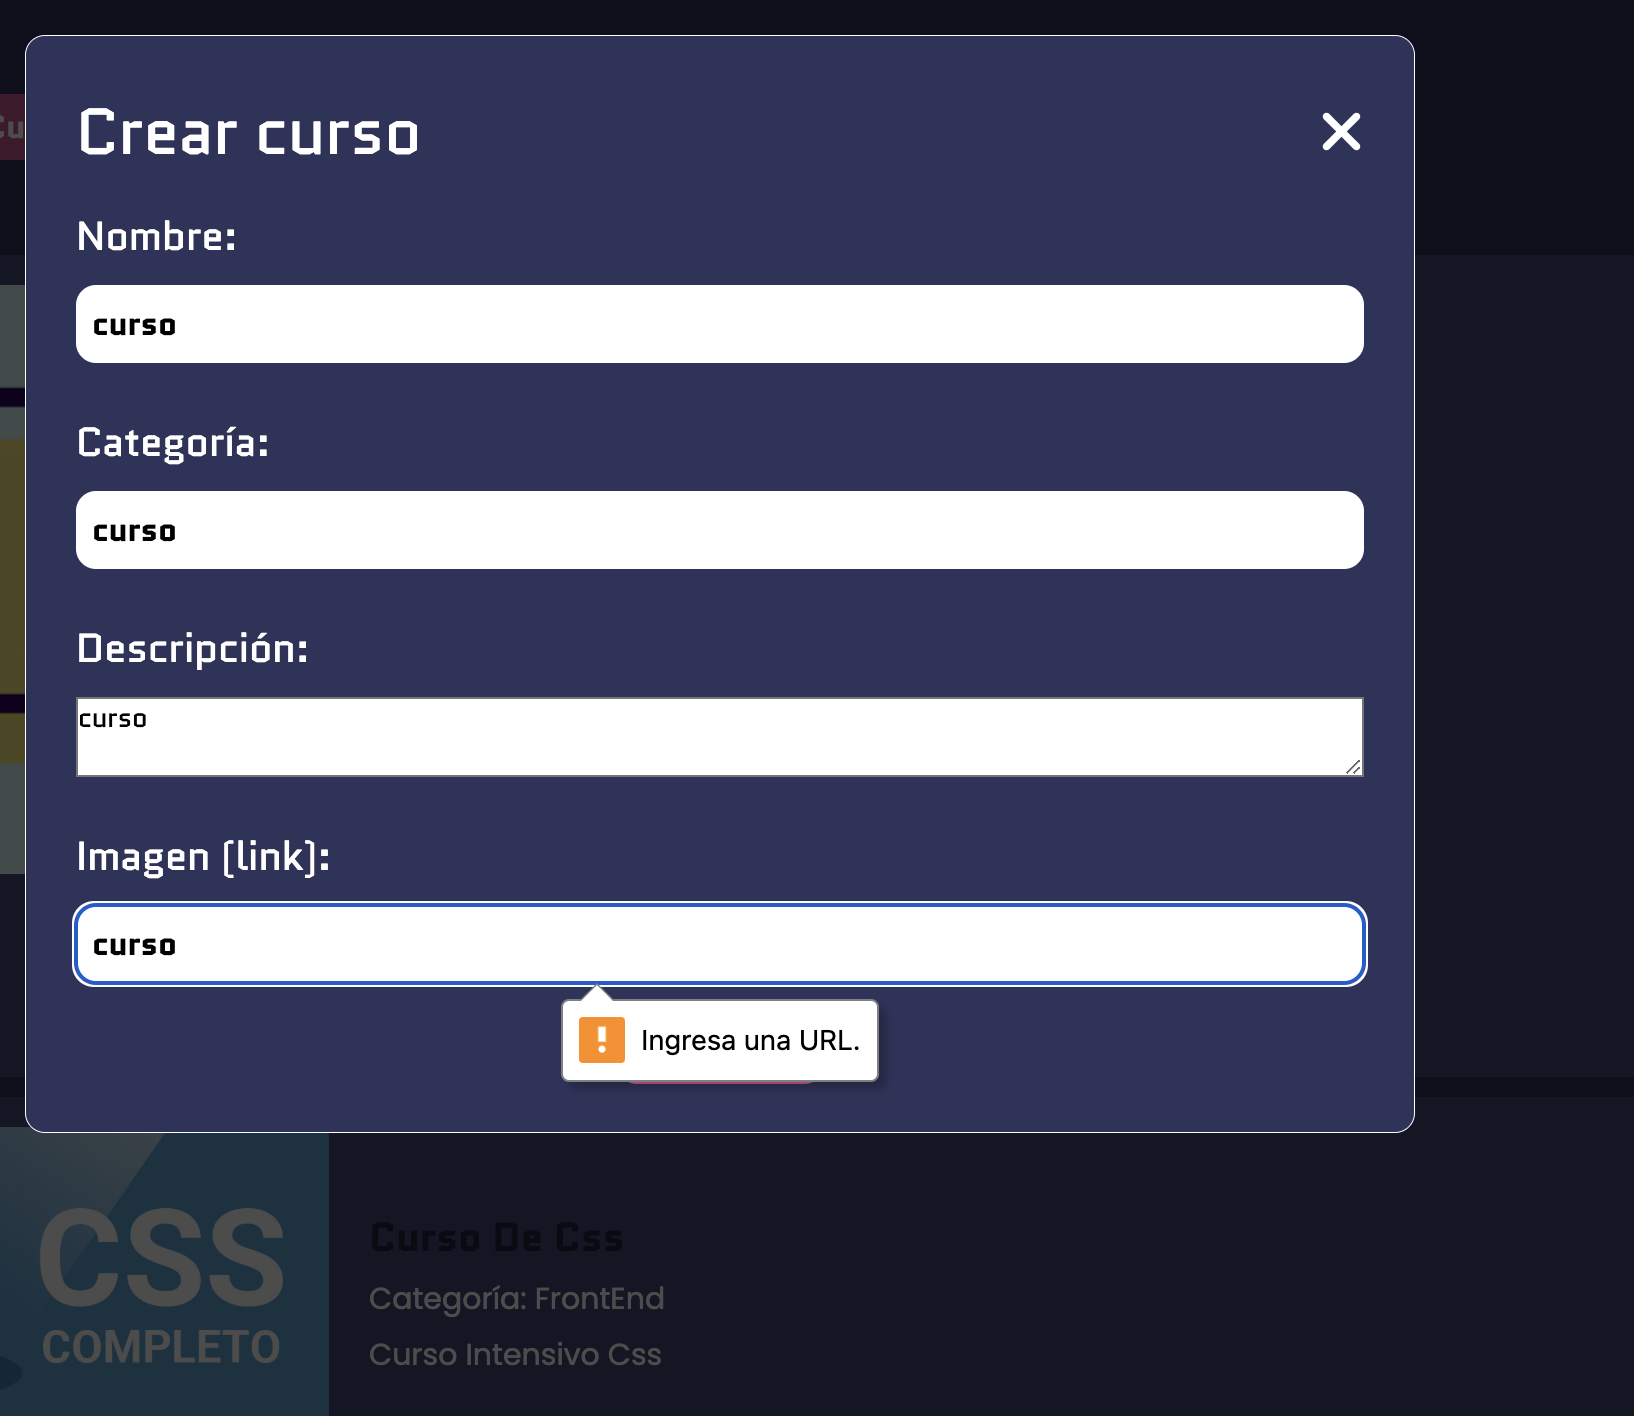 Cu
Crear curso
Nombre:
curso
Categoría:
curso
Descripción:
curso
Imagen (link):
curso
Ingresa una URL.
CSS
COMPLETO
Curso De Css
Categoría: FrontEnd
Curso Intensivo Css